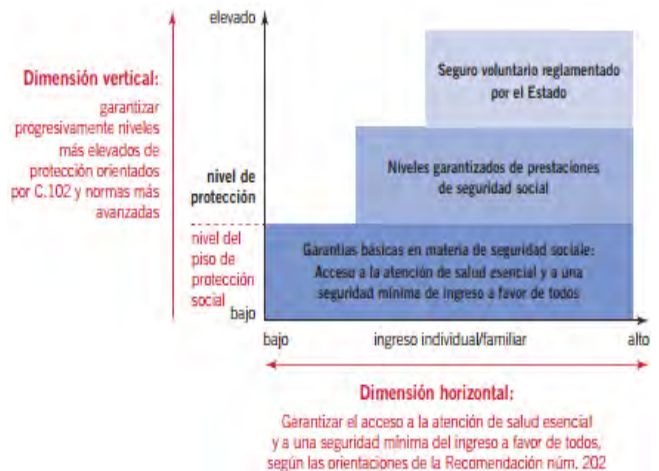 elevado
Dimensión vertical:
garantizar
progresivamente niveles
más elevados de
protección orientados
por C.102 y normas más
avanzadas
Seguro voluntario reglamentado
por el Estado
nivel de
protección
Niveles garantizados de prestaciones
de seguridad social
nivel del
piso de
protección
social
bajo
Garantías básicas en materia de seguridad sociale:
Acceso a la atención de salud esencial y a una
seguridad mínima de ingreso a favor de todos
bajo
ingreso individual/familiar
alto
Dimensión horizontal:
Garantizar el acceso a la atención de salud esencial
y a una seguridad mínima del ingreso a favor de todos,
según las orientaciones de la Recomendación núm. 202